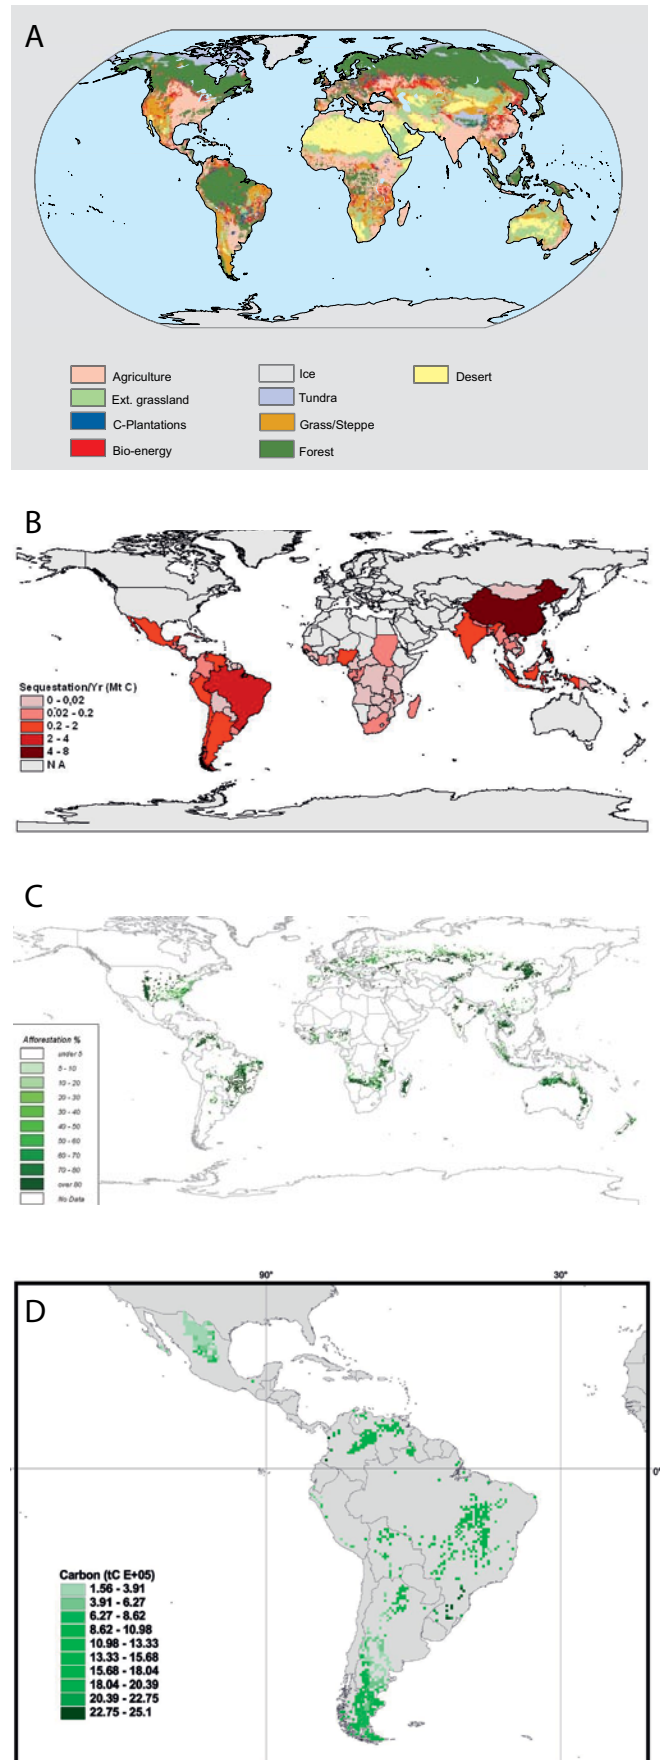 A
Agriculture
Ice
Desert
Ext. grassland
Tundra
C-Plantations
Grass/Steppe
Bio-energy
Forest
B
Sequestation/Yr (Mt C)
0 - 0,02
0.02 - 0.2
0.2 - 2
2 - 4
4 - 8
N A
C
Afforestation %
under 5
5 - 10
10 - 20
20 - 30
30 - 40
40 - 50
50 - 60
60 - 70
70 - 80
over 80
No Data
90°
30°
D
0°
Carbon (tC E+05)
1.56 - 3.91
3.91 - 6.27
6.27 - 8.62
8.62 - 10.98
10.98 - 13.33
13.33 - 15.68
15.68 - 18.04
18.04 - 20.39
20.39 - 22.75
22.75 - 25.1